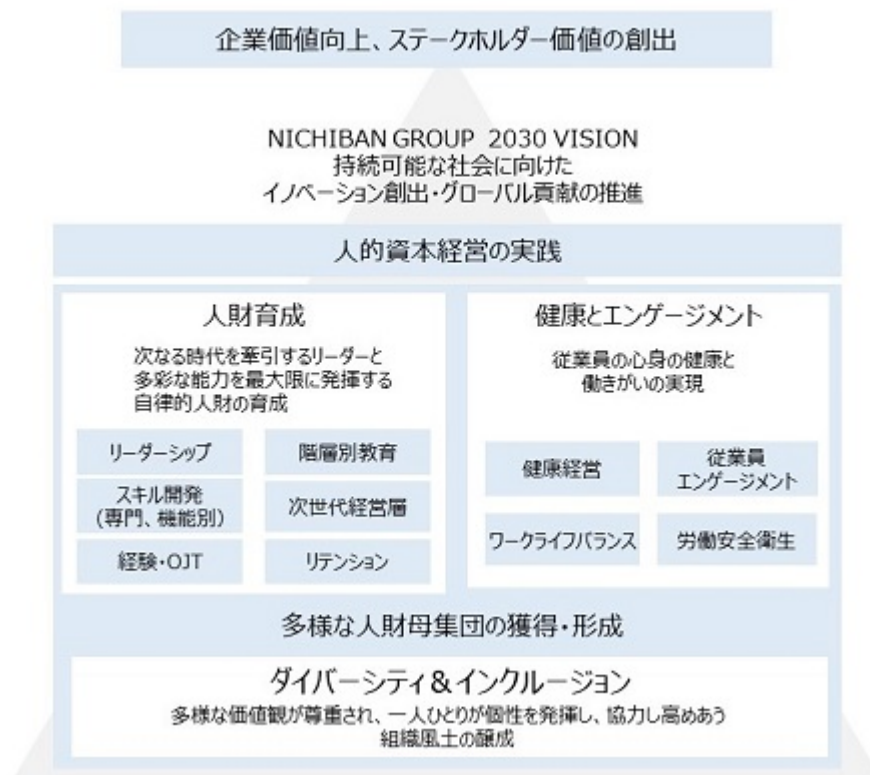 企業価値向上、ステークホルダー価値の創出
NICHIBAN GROUP 2030 VISION
持続可能な社会に向けた
イノベーション創出・グローバル貢献の推進
人的資本経営の実践
人財育成
次なる時代を牽引するリーダーと
多彩な能力を最大限に発揮する
自律的人財の育成
リーダーシップ
階層別教育
スキル開発
(専門、機能別)
次世代経営層
経験・OJT
リテンション
健康とエンゲージメント
従業員の心身の健康と
働きがいの実現
健康経営
従業員
エンゲージメント
ワークライフバランス
労働安全衛生
多様な人財母集団の獲得・形成
ダイバーシティ&インクルージョン
多様な価値観が尊重され、一人ひとりが個性を発揮し、協力し高めあう
組織風土の醸成